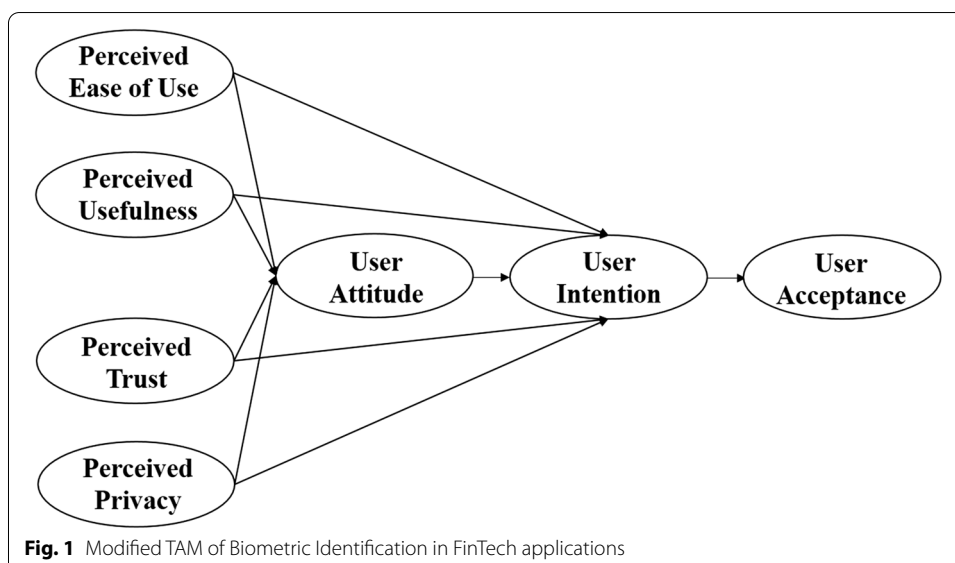 Perceived
Ease of Use
Perceived
Usefulness
User
Attitude
User
Intention
User
Acceptance
Perceived
Trust
Perceived
Privacy
Fig. 1 Modified TAM of Biometric Identification in FinTech applications